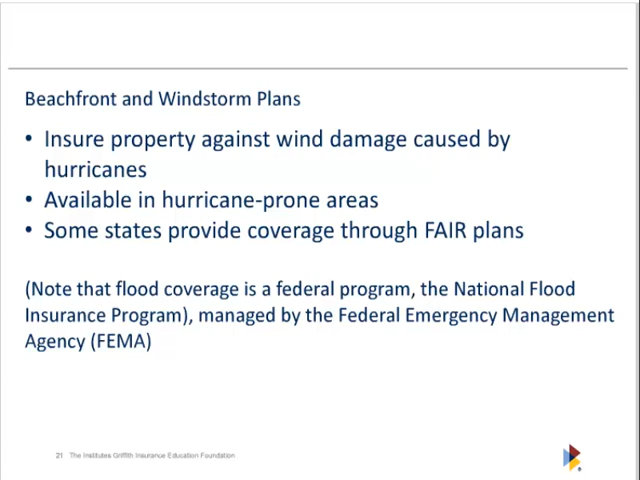 Beachfront and Windstorm Plans
• Insure property against wind damage caused by
hurricanes
• Available in hurricane-prone areas
• Some states provide coverage through FAIR plans
(Note that flood coverage is a federal program, the National Flood
Insurance Program), managed by the Federal Emergency Management
Agency (FEMA)
21 The Institutes Griffith Insurance Education Foundation